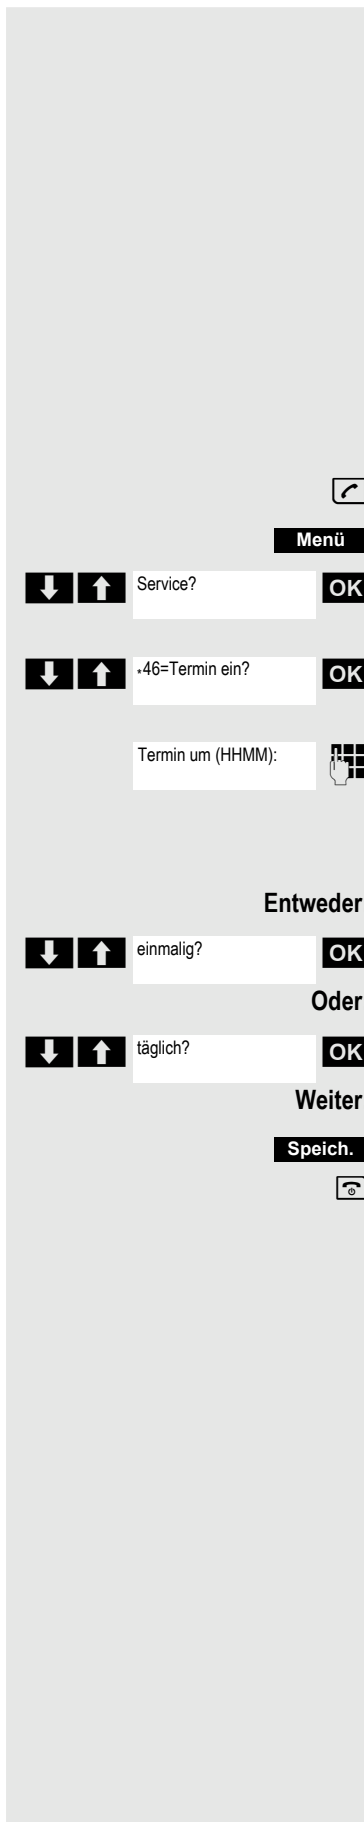 Menü
Service? OK
*46=Termin ein? OK
Termin um (HHMM):
Entweder
einmalig? OK
Oder
täglich? OK
Weiter
Speich.